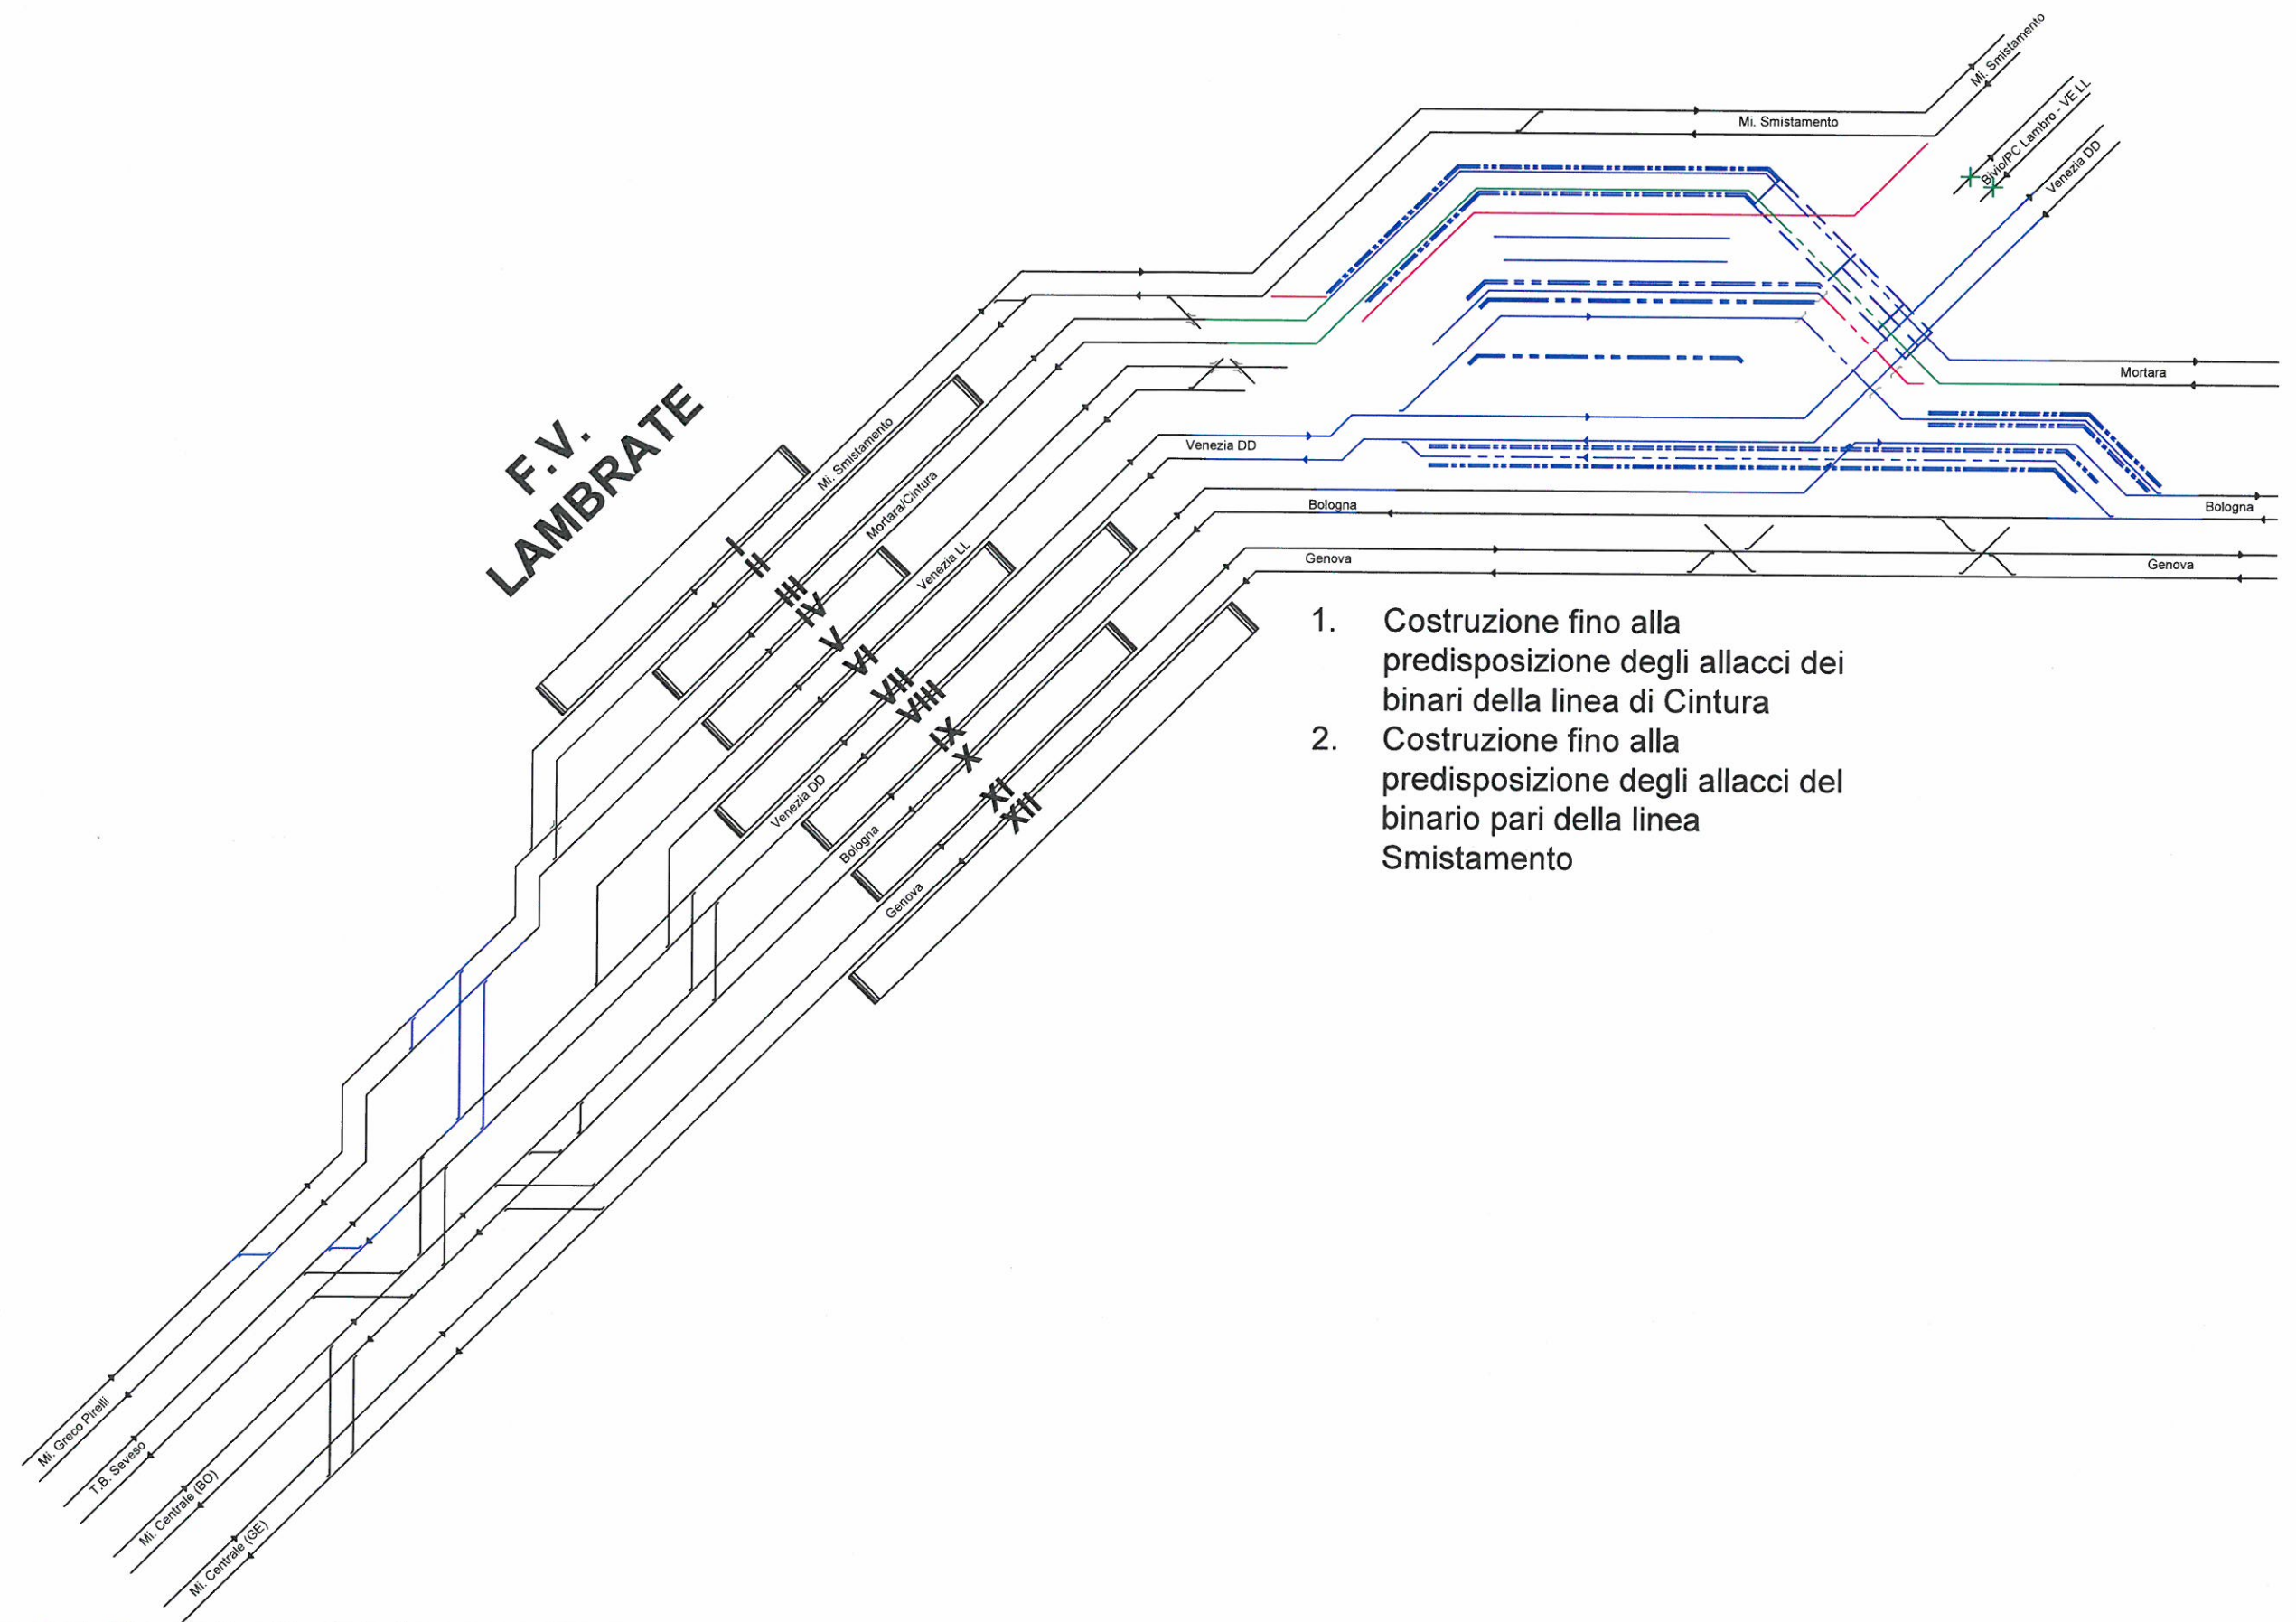 Mi. Smistamento
Mi. Smistamento
Bivio/PC Lambro - VE LL
Venezia DD
F.V.
LAMBRATE
Mi. Smistamento
Mortara/Cintura
Venezia LL
Venezia DD
Mortara
Bologna
Bologna
Genova
Genova
I
II
III
IV
V
VI
VII
VIII
IX
X
XI
XII
Venezia DD
Bologna
Genova
1. Costruzione fino alla
predisposizione degli allacci dei
binari della linea di Cintura
2. Costruzione fino alla
predisposizione degli allacci del
binario pari della linea
Smistamento
Mi. Greco Pirelli
T.B. Seveso
Mi. Centrale (BO)
Mi. Centrale (GE)